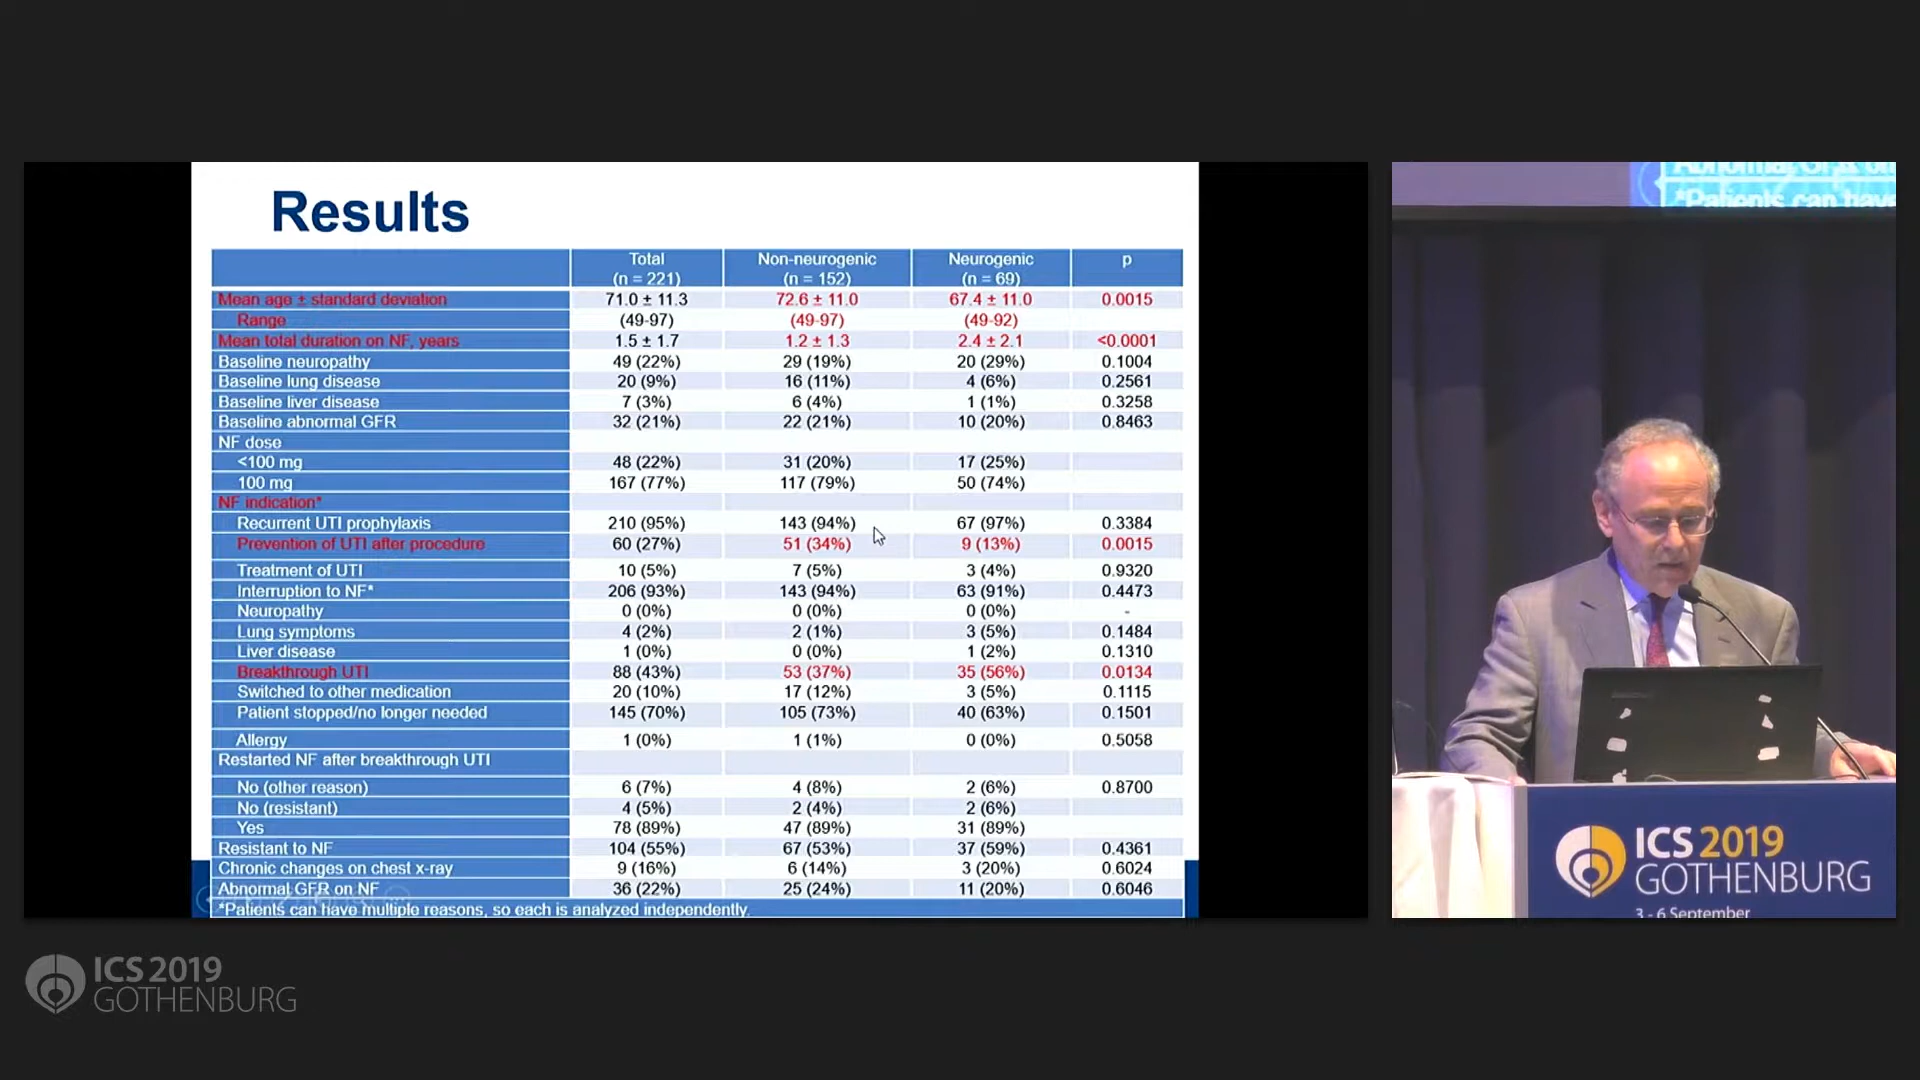 Results
Total Non-neurogenic Neurogenic p
(n = 221) (n = 152) (n = 69)
Mean age ± standard deviation 71.0 ± 11.3 72.6 ± 11.0 67.4 ± 11.0 0.0015
Range (49-97) (49-97) (49-92)
Mean total duration on NF, years 1.5 ± 1.7 1.2 ± 1.3 2.4 ± 2.1 <0.0001
Baseline neuropathy 49 (22%) 29 (19%) 20 (29%) 0.1004
Baseline lung disease 20 (9%) 16 (11%) 4 (6%) 0.2561
Baseline liver disease 7 (3%) 6 (4%) 1 (1%) 0.3258
Baseline abnormal GFR 32 (21%) 22 (21%) 10 (20%) 0.8463
NF dose
<100 mg 48 (22%) 31 (20%) 17 (25%)
100 mg 167 (77%) 117 (79%) 50 (74%)
NF indication*
Recurrent UTI prophylaxis 210 (95%) 143 (94%) 67 (97%) 0.3384
Prevention of UTI after procedure 60 (27%) 51 (34%) 9 (13%) 0.0015
Treatment of UTI 10 (5%) 7 (5%) 3 (4%) 0.9320
Interruption to NF* 206 (93%) 143 (94%) 63 (91%) 0.4473
Neuropathy 0 (0%) 0 (0%) 0 (0%) -
Lung symptoms 4 (2%) 2 (1%) 3 (5%) 0.1484
Liver disease 1 (0%) 0 (0%) 1 (2%) 0.1310
Breakthrough UTI 88 (43%) 53 (37%) 35 (56%) 0.0134
Switched to other medication 20 (10%) 17 (12%) 3 (5%) 0.1115
Patient stopped/no longer needed 145 (70%) 105 (73%) 40 (63%) 0.1501
Allergy 1 (0%) 1 (1%) 0 (0%) 0.5058
Restarted NF after breakthrough UTI
No (other reason) 6 (7%) 4 (8%) 2 (6%) 0.8700
No (resistant) 4 (5%) 2 (4%) 2 (6%)
Yes 78 (89%) 47 (89%) 31 (89%)
Resistant to NF 104 (55%) 67 (53%) 37 (59%) 0.4361
Chronic changes on chest x-ray 9 (16%) 6 (14%) 3 (20%) 0.6024
Abnormal GFR on NF 36 (22%) 25 (24%) 11 (20%) 0.6046
*Patients can have multiple reasons, so each is analyzed independently.
Abnormal GFR on
*Patients can have
ICS 2019
GOTHENBURG
3 - 6 September
ICS 2019
GOTHENBURG